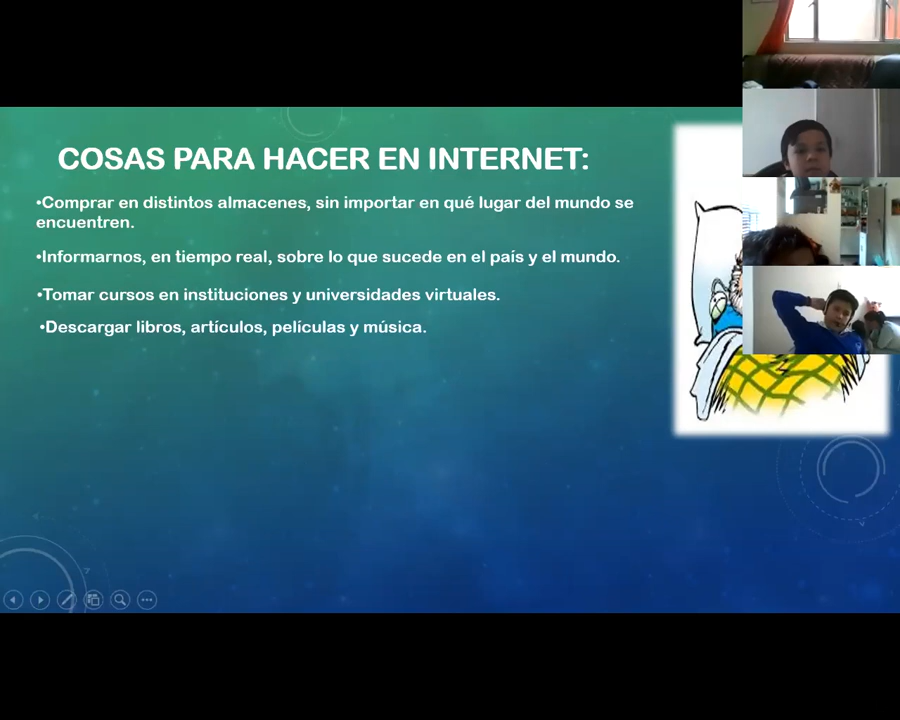 COSAS PARA HACER EN INTERNET:
•Comprar en distintos almacenes, sin importar en qué lugar del mundo se
encuentren.
•Informarnos, en tiempo real, sobre lo que sucede en el país y el mundo.
•Tomar cursos en instituciones y universidades virtuales.
•Descargar libros, artículos, películas y música.